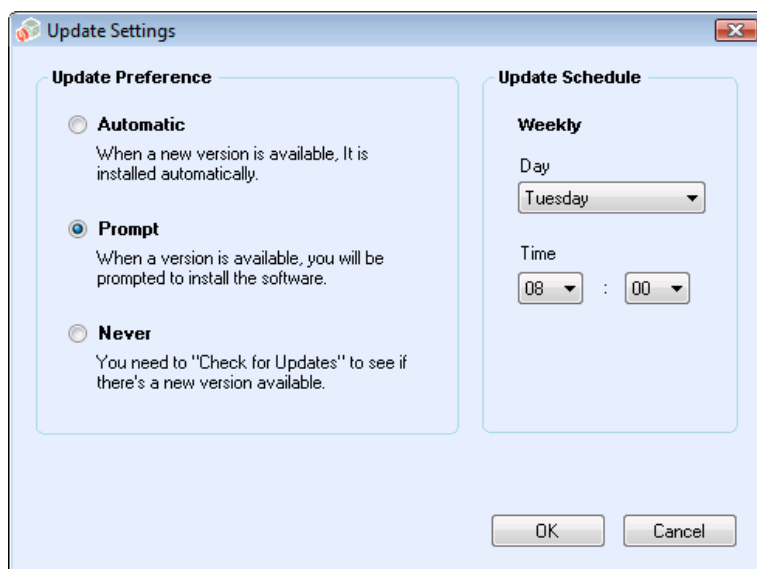 Update Settings
Update Preference
Automatic
When a new version is available, It is
installed automatically.
Prompt
When a version is available, you will be
prompted to install the software.
Never
You need to "Check for Updates" to see if
there's a new version available.
Update Schedule
Weekly
Day
Tuesday
Time
08 : 00
OK Cancel